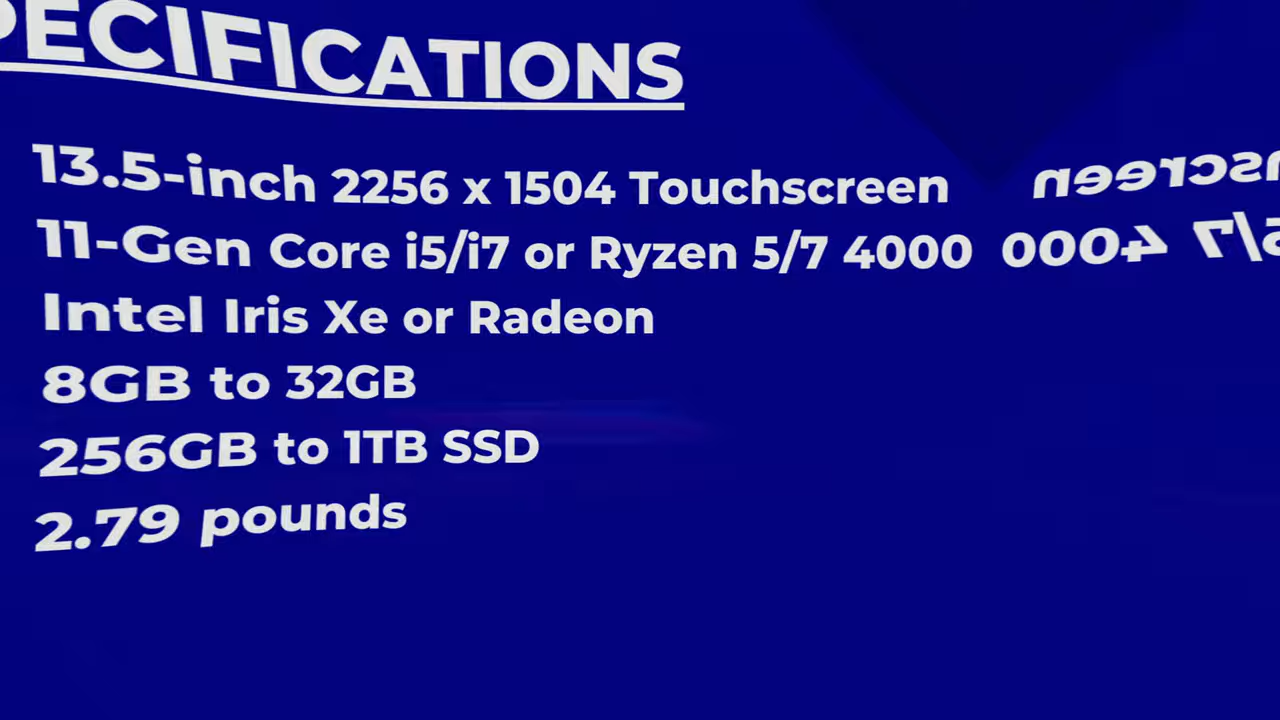 PECIFICATIONS
13.5-inch 2256 x 1504 Touchscreen
11-Gen Core i5/i7 or Ryzen 5/7 4000
Intel Iris Xe or Radeon
8GB to 32GB
256GB to 1TB SSD
2.79 pounds